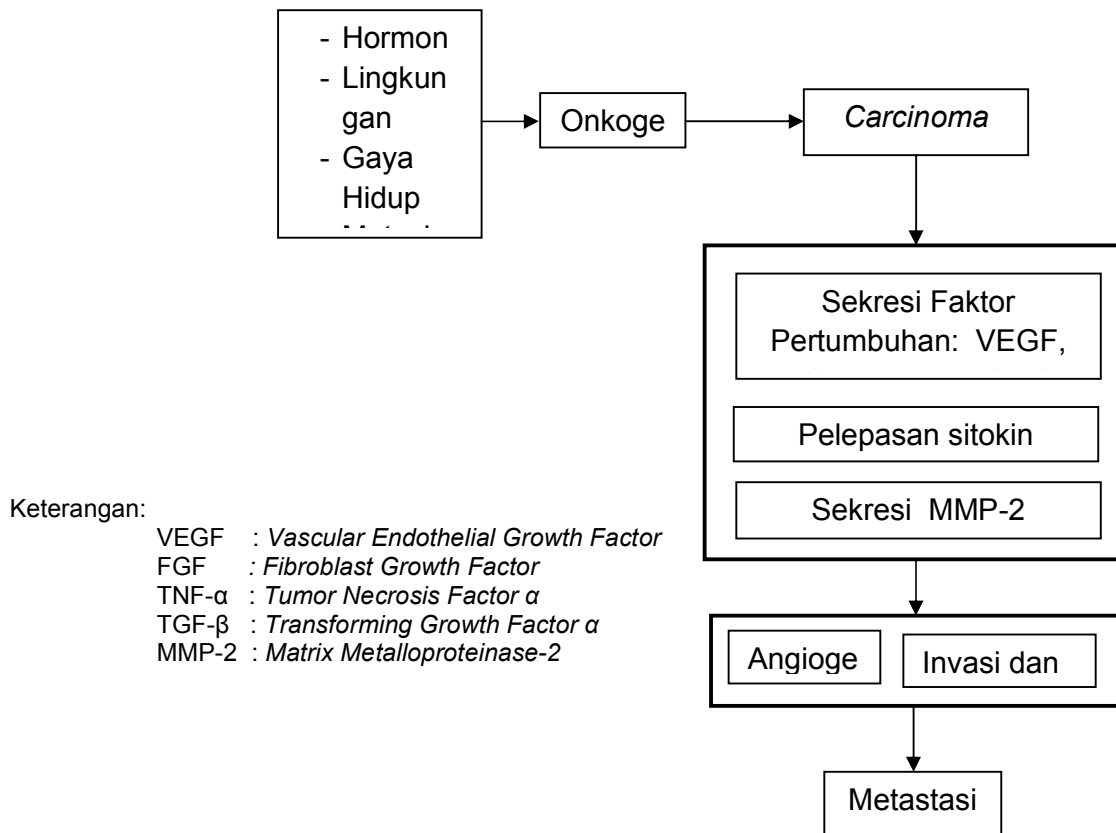 - Hormon
- Lingkun
gan
- Gaya
Hidup
Onkoge
Carcinoma
Sekresi Faktor
Pertumbuhan: VEGF,
Pelepasan sitokin
Sekresi MMP-2
Keterangan:
VEGF : Vascular Endothelial Growth Factor
FGF : Fibroblast Growth Factor
TNF-α : Tumor Necrosis Factor α
TGF-β : Transforming Growth Factor α
MMP-2 : Matrix Metalloproteinase-2
Angioge
Invasi dan
Metastasi